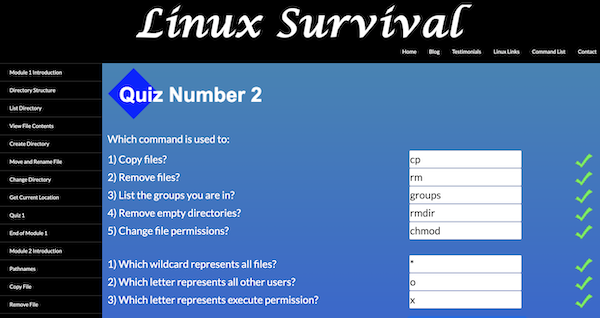 Linux Survival
Home Blog Testimonials Linux Links Command List Contact
Module 1 Introduction
Directory Structure
List Directory
View File Contents
Create Directory
Move and Rename File
Change Directory
Get Current Location
Quiz 1
End of Module 1
Module 2 Introduction
Pathnames
Copy File
Remove File
Quiz Number 2
Which command is used to:
1) Copy files? cp
2) Remove files? rm
3) List the groups you are in? groups
4) Remove empty directories? rmdir
5) Change file permissions? chmod
1) Which wildcard represents all files? *
2) Which letter represents all other users? o
3) Which letter represents execute permission? x